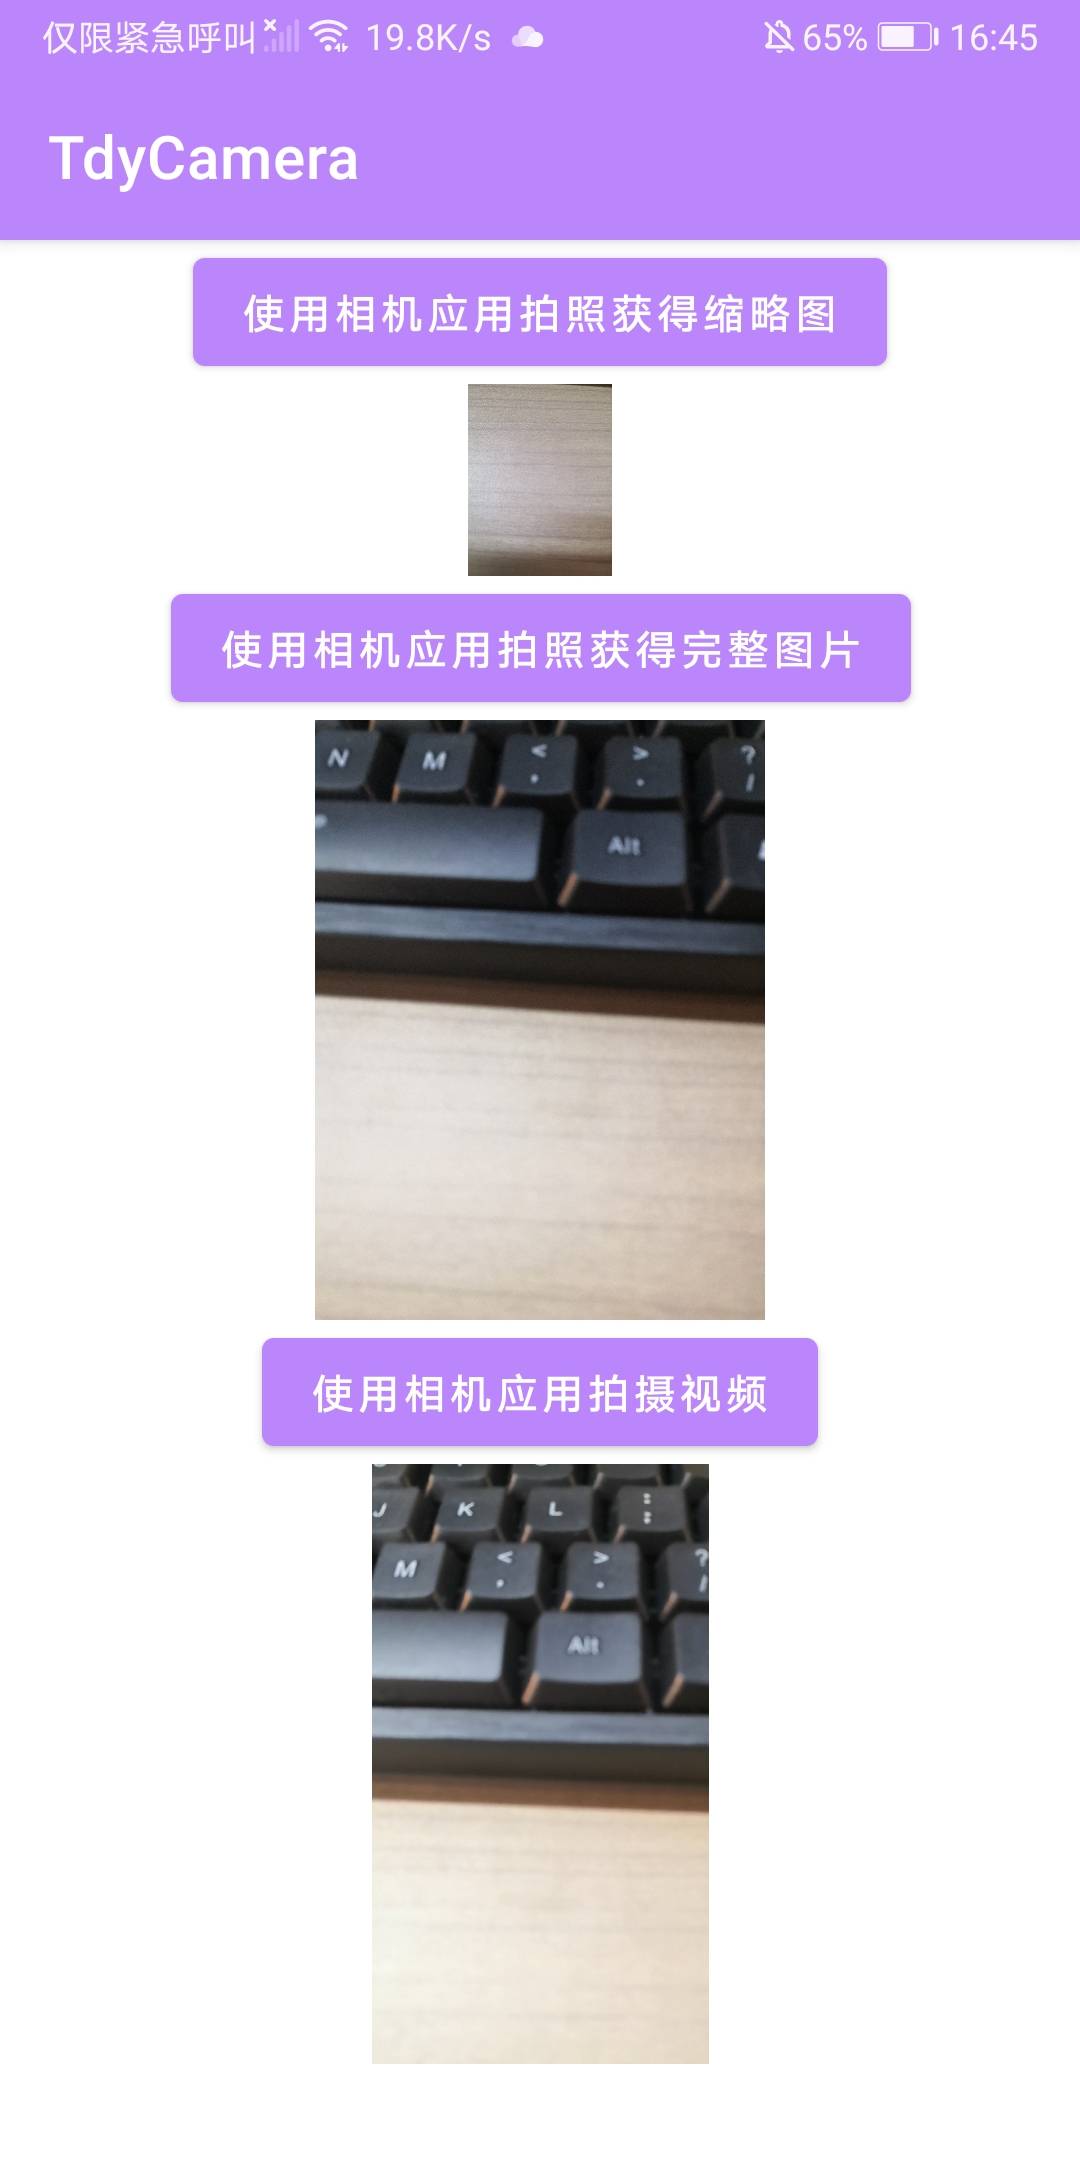 仅限紧急呼叫 19.8K/s 65% 16:45
TdyCamera
使用相机应用拍照获得缩略图
使用相机应用拍照获得完整图片
N M < >  ?
, . /
Alt
使用相机应用拍摄视频
J K L :
;
M < > ?
, . /
Alt